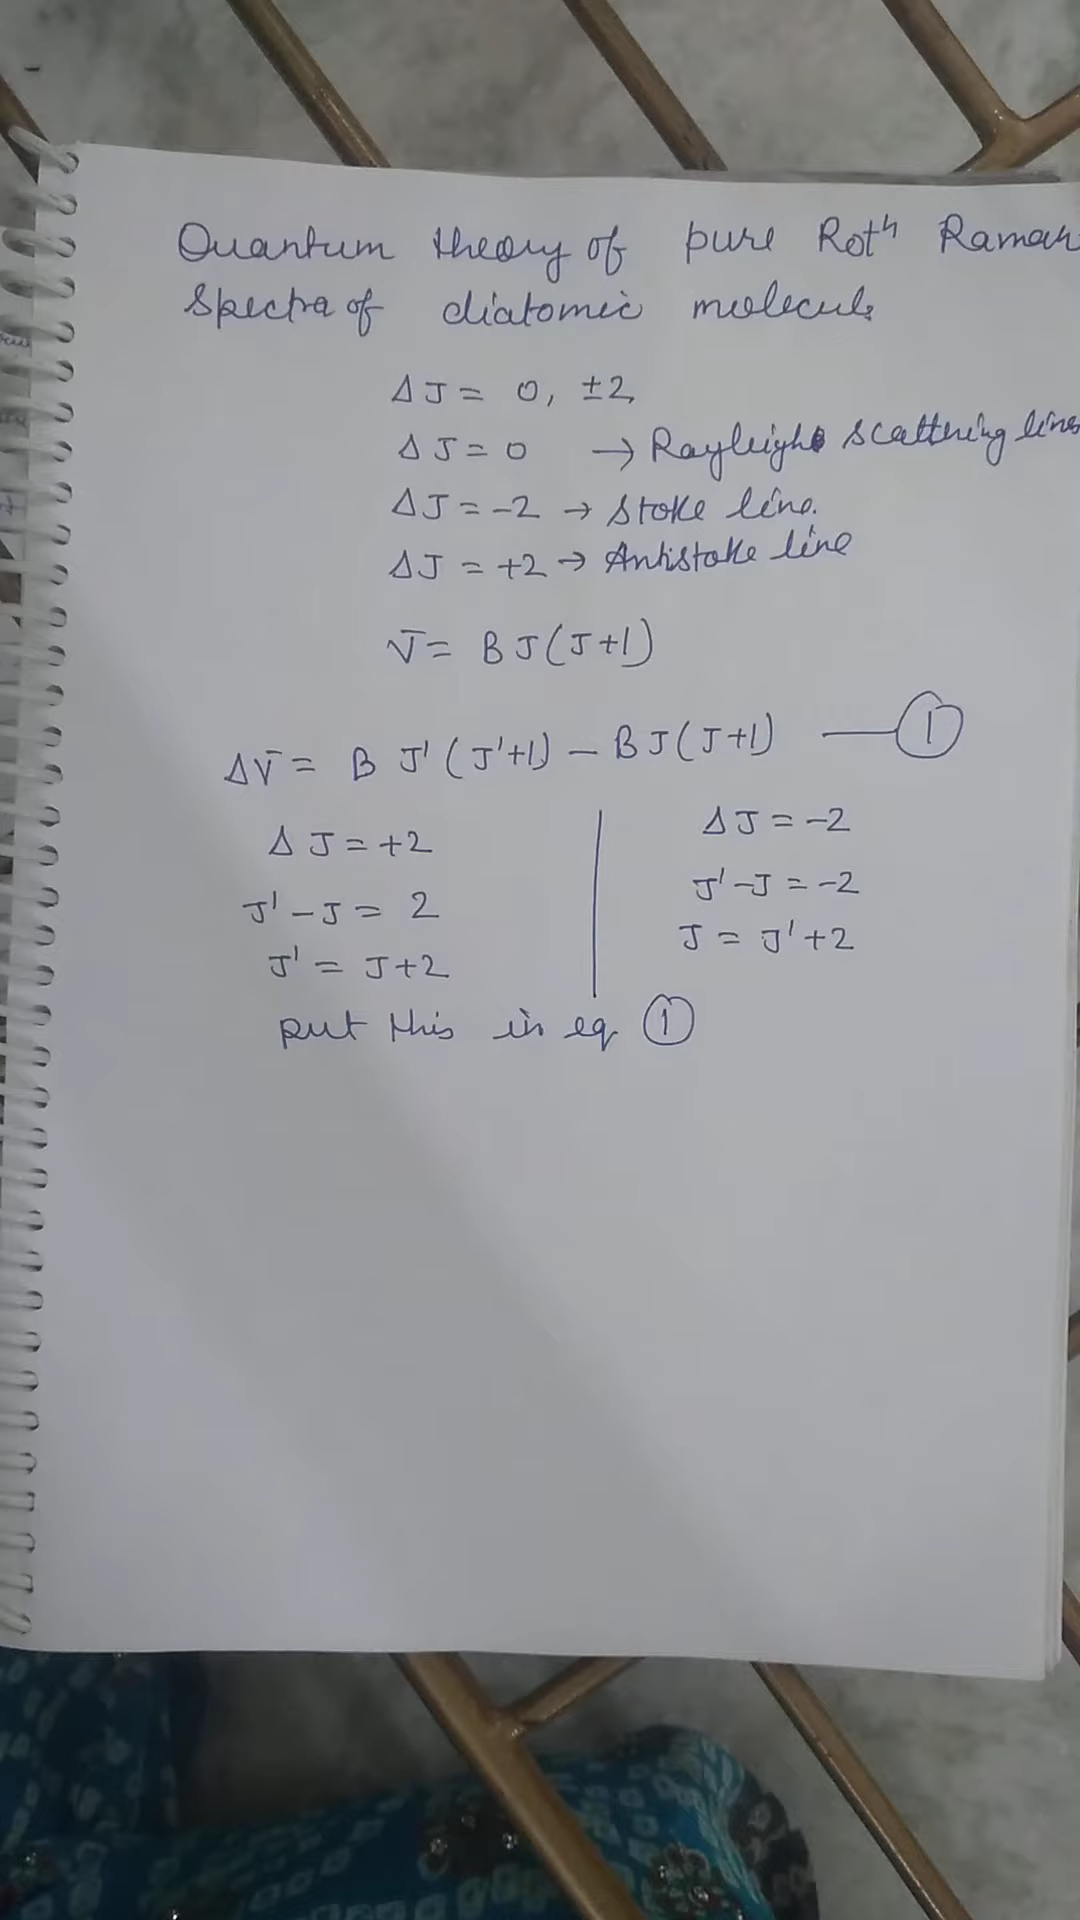 Quantum theory of pure Rotⁿ Raman
Spectra of diatomic molecule
ΔJ = 0, ±2,
ΔJ = 0 → Rayleigh scattering line
ΔJ = -2 → Stoke line.
ΔJ = +2 → Antistoke line
ν̄ = BJ(J+1)
Δν̄ = B J'(J'+1) - BJ(J+1) — ①
ΔJ = +2
J' - J = 2
J' = J+2
ΔJ = -2
J' - J = -2
J = J'+2
put this in eq ①